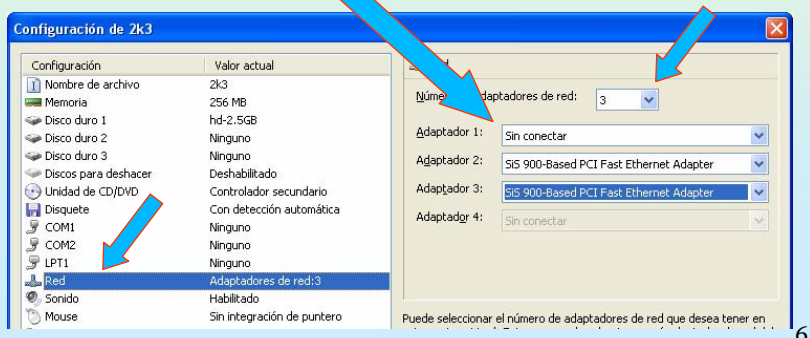 Configuración de 2k3
Configuración Valor actual
Nombre de archivo 2k3
Memoria 256 MB
Disco duro 1 hd-2.5GB
Disco duro 2 Ninguno
Disco duro 3 Ninguno
Discos para deshacer Deshabilitado
Unidad de CD/DVD Controlador secundario
Disquete Con detección automática
COM1 Ninguno
COM2 Ninguno
LPT1 Ninguno
Red Adaptadores de red:3
Sonido Habilitado
Mouse Sin integración de puntero
adaptadores de red: 3
Adaptador 1: Sin conectar
Adaptador 2: SiS 900-Based PCI Fast Ethernet Adapter
Adaptador 3: SiS 900-Based PCI Fast Ethernet Adapter
Adaptador 4: Sin conectar
Puede seleccionar el número de adaptadores de red que desea tener en
6